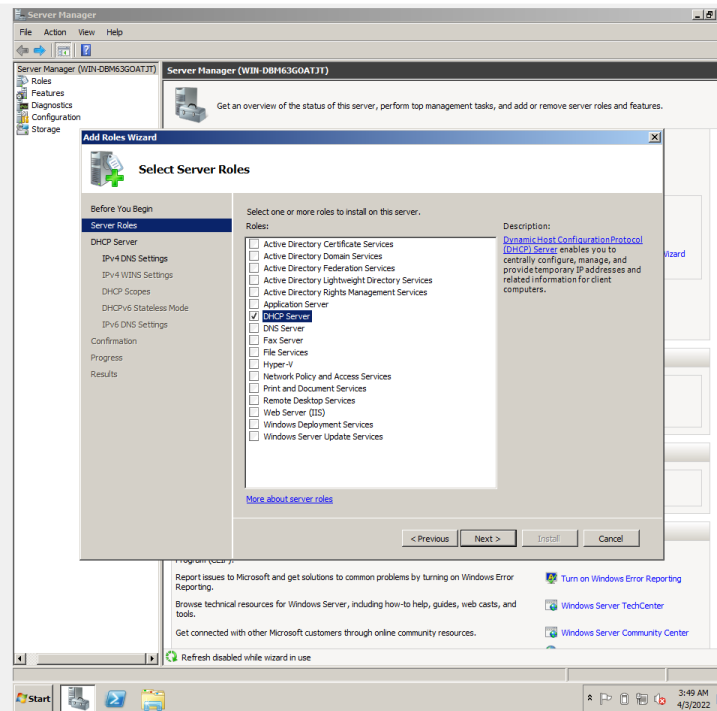 Server Manager
File Action View Help
Server Manager (WIN-DBM63GOATJT)
Roles
Features
Diagnostics
Configuration
Storage
Server Manager (WIN-DBM63GOATJT)
Get an overview of the status of this server, perform top management tasks, and add or remove server roles and features.
Add Roles Wizard
Select Server Roles
Before You Begin
Server Roles
DHCP Server
IPv4 DNS Settings
IPv4 WINS Settings
DHCP Scopes
DHCPv6 Stateless Mode
IPv6 DNS Settings
Confirmation
Progress
Results
Select one or more roles to install on this server.
Roles:
Active Directory Certificate Services
Active Directory Domain Services
Active Directory Federation Services
Active Directory Lightweight Directory Services
Active Directory Rights Management Services
Application Server
DHCP Server
DNS Server
Fax Server
File Services
Hyper-V
Network Policy and Access Services
Print and Document Services
Remote Desktop Services
Web Server (IIS)
Windows Deployment Services
Windows Server Update Services
More about server roles
Description:
Dynamic Host Configuration Protocol
(DHCP) Server enables you to
centrally configure, manage, and
provide temporary IP addresses and
related information for client
computers.
Wizard
< Previous
Next >
Install
Cancel
Program (CEIP).
Report issues to Microsoft and get solutions to common problems by turning on Windows Error
Reporting.
Turn on Windows Error Reporting
Browse technical resources for Windows Server, including how-to help, guides, web casts, and
tools.
Windows Server TechCenter
Get connected with other Microsoft customers through online community resources.
Windows Server Community Center
Refresh disabled while wizard in use
Start
3:49 AM
4/3/2022